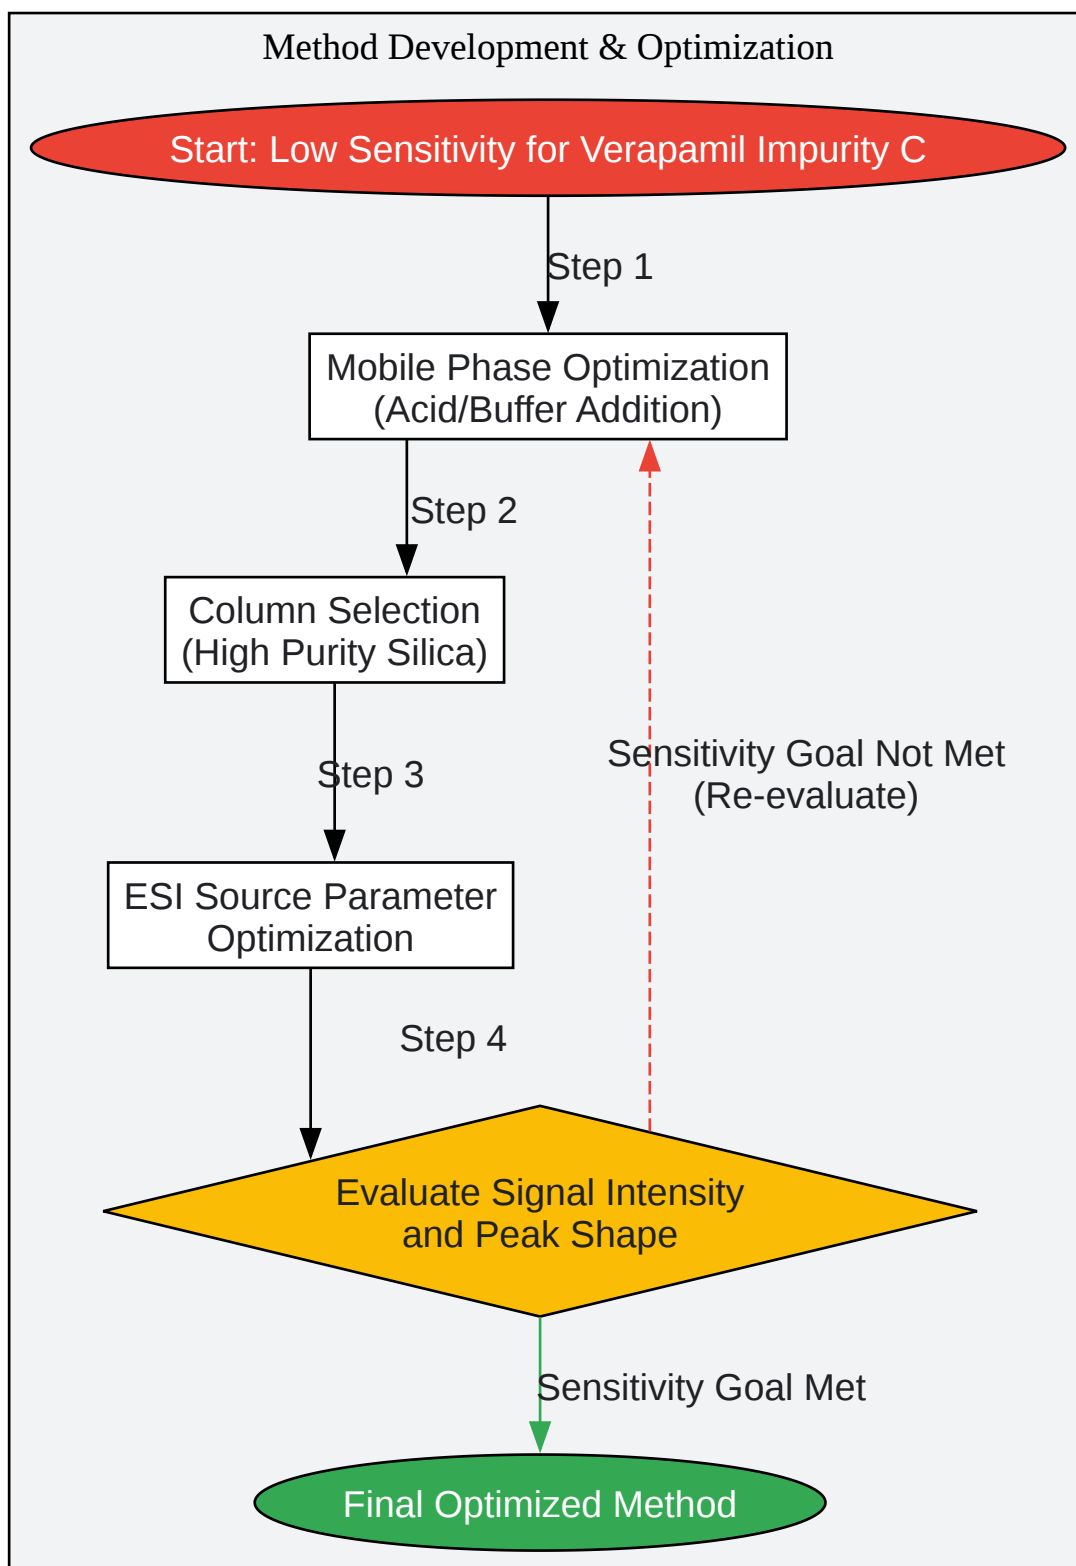 Method Development & Optimization
Start: Low Sensitivity for Verapamil Impurity C
Step 1
Mobile Phase Optimization
(Acid/Buffer Addition)
Step 2
Column Selection
(High Purity Silica)
Sensitivity Goal Not Met
(Re-evaluate)
Step 3
ESI Source Parameter
Optimization
Step 4
Evaluate Signal Intensity
and Peak Shape
Sensitivity Goal Met
Final Optimized Method